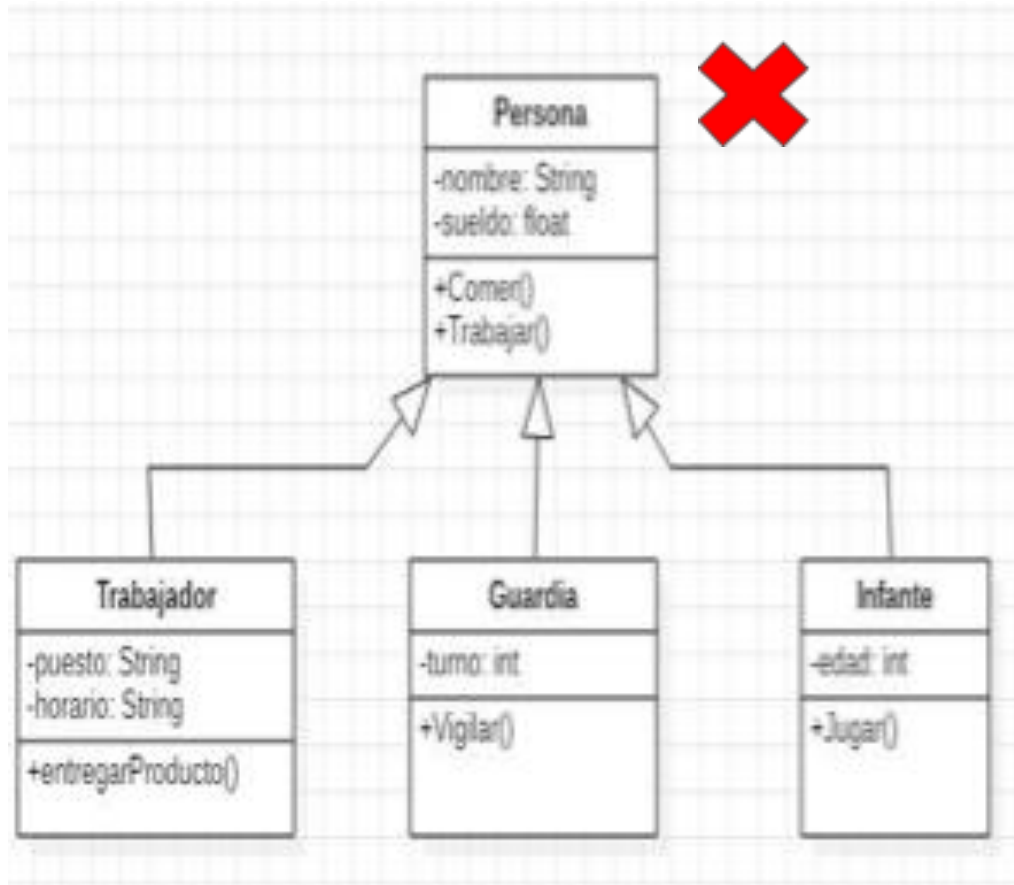 Persona
-nombre: String
-sueldo: float
+Comer()
+Trabajar()
Trabajador
-puesto: String
-horario: String
+entregarProducto()
Guardia
-turno: int
+Vigilar()
Infante
-edad: int
+Jugar()